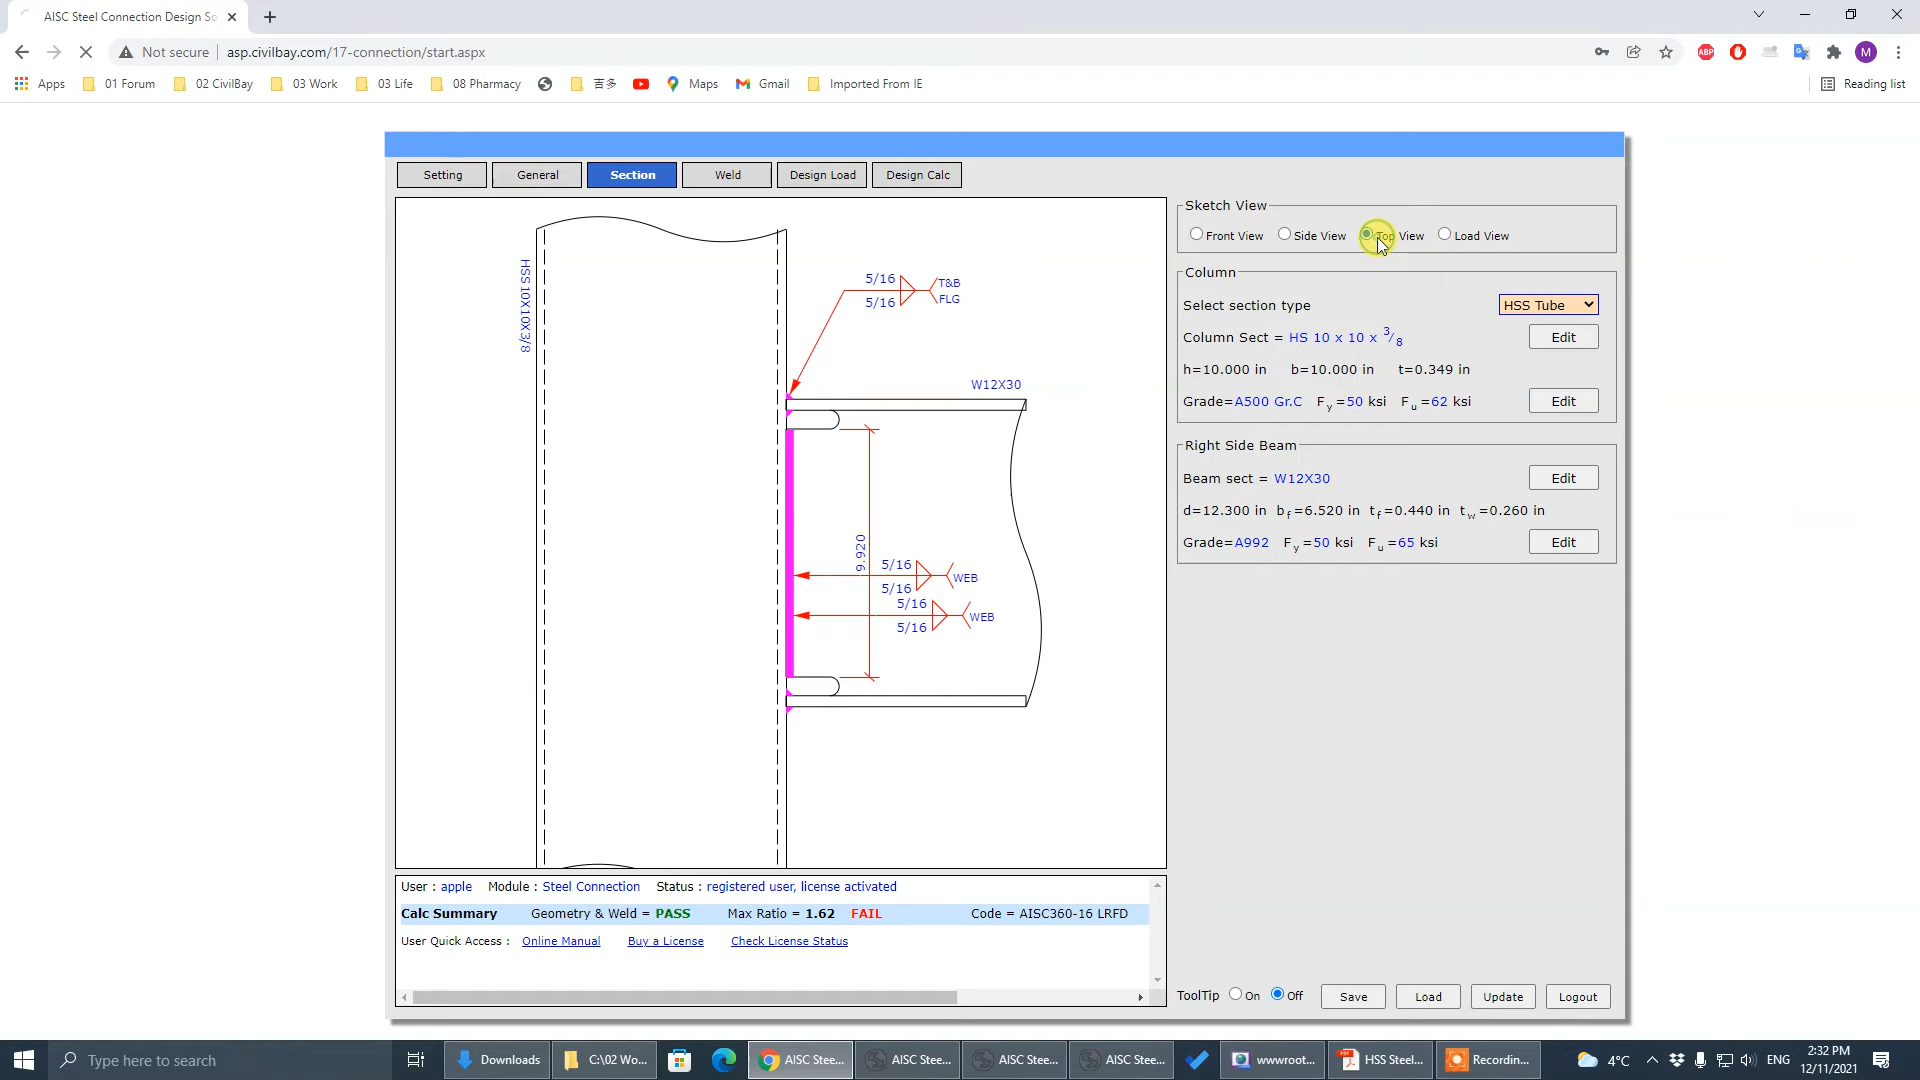 AISC Steel Connection Design So
Not secure asp.civilbay.com/17-connection/start.aspx
Apps 01 Forum 02 CivilBay 03 Work 03 Life 08 Pharmacy 吉多 Maps Gmail Imported From IE Reading list
Setting General Section Weld Design Load Design Calc
Sketch View
Front View Side View Top View Load View
HSS10X10X3/8
5/16
5/16
T&B
FLG
W12X30
9.920
5/16
5/16
WEB
5/16
5/16
WEB
Column
Select section type HSS Tube
Column Sect = HS 10 x 10 x 3/8 Edit
h=10.000 in b=10.000 in t=0.349 in
Grade=A500 Gr.C Fy=50 ksi Fu=62 ksi Edit
Right Side Beam
Beam sect = W12X30 Edit
d=12.300 in bf=6.520 in tf=0.440 in tw=0.260 in
Grade=A992 Fy=50 ksi Fu=65 ksi Edit
User : apple Module : Steel Connection Status : registered user, license activated
Calc Summary Geometry & Weld = PASS Max Ratio = 1.62 FAIL Code = AISC360-16 LRFD
User Quick Access : Online Manual Buy a License Check License Status
ToolTip On Off Save Load Update Logout
Type here to search Downloads C:\02 Wo... AISC Stee... AISC Stee... AISC Stee... AISC Stee... wwwroot... HSS Steel... Recordin... 4°C ENG 2:32 PM
12/11/2021
ABP
M